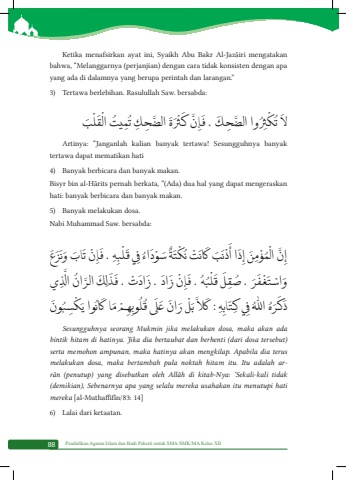 Ketika menafsirkan ayat ini, Syaikh Abu Bakr Al-Jazâiri mengatakan
bahwa, "Melanggarnya (perjanjian) dengan cara tidak konsisten dengan apa
yang ada di dalamnya yang berupa perintah dan larangan."
3) Tertawa berlebihan. Rasulullah Saw. bersabda:
لَا تُكْثِرُوا الضَّحِكَ . فَإِنَّ كَثْرَةَ الضَّحِكِ تُمِيتُ الْقَلْبَ
Artinya: "Janganlah kalian banyak tertawa! Sesungguhnya banyak
tertawa dapat mematikan hati
4) Banyak berbicara dan banyak makan.
Bisyr bin al-Hârits pernah berkata, "(Ada) dua hal yang dapat mengeraskan
hati: banyak berbicara dan banyak makan.
5) Banyak melakukan dosa.
Nabi Muhammad Saw. bersabda:
إِنَّ الْمُؤْمِنَ إِذَا أَذْنَبَ كَانَتْ نُكْتَةٌ سَوْدَاءُ فِي قَلْبِهِ . فَإِنْ تَابَ وَنَزَعَ
وَاسْتَغْفَرَ . صُقِلَ قَلْبُهُ . فَإِنْ زَادَ . زَادَتْ . فَذَلِكَ الرَّانُ الَّذِي
ذَكَرَهُ اللهُ فِي كِتَابِهِ : كَلاَّ بَلْ رَانَ عَلَى قُلُوبِهِمْ مَا كَانُوا يَكْسِبُونَ
Sesungguhnya seorang Mukmin jika melakukan dosa, maka akan ada
bintik hitam di hatinya. Jika dia bertaubat dan berhenti (dari dosa tersebut)
serta memohon ampunan, maka hatinya akan mengkilap. Apabila dia terus
melakukan dosa, maka bertambah pula noktah hitam itu. Itu adalah ar-
rân (penutup) yang disebutkan oleh Allâh di kitab-Nya: 'Sekali-kali tidak
(demikian), Sebenarnya apa yang selalu mereka usahakan itu menutupi hati
mereka [al-Muthaffifîn/83: 14]
6) Lalai dari ketaatan.
88 Pendidikan Agama Islam dan Budi Pekerti untuk SMA/SMK/MA Kelas XII